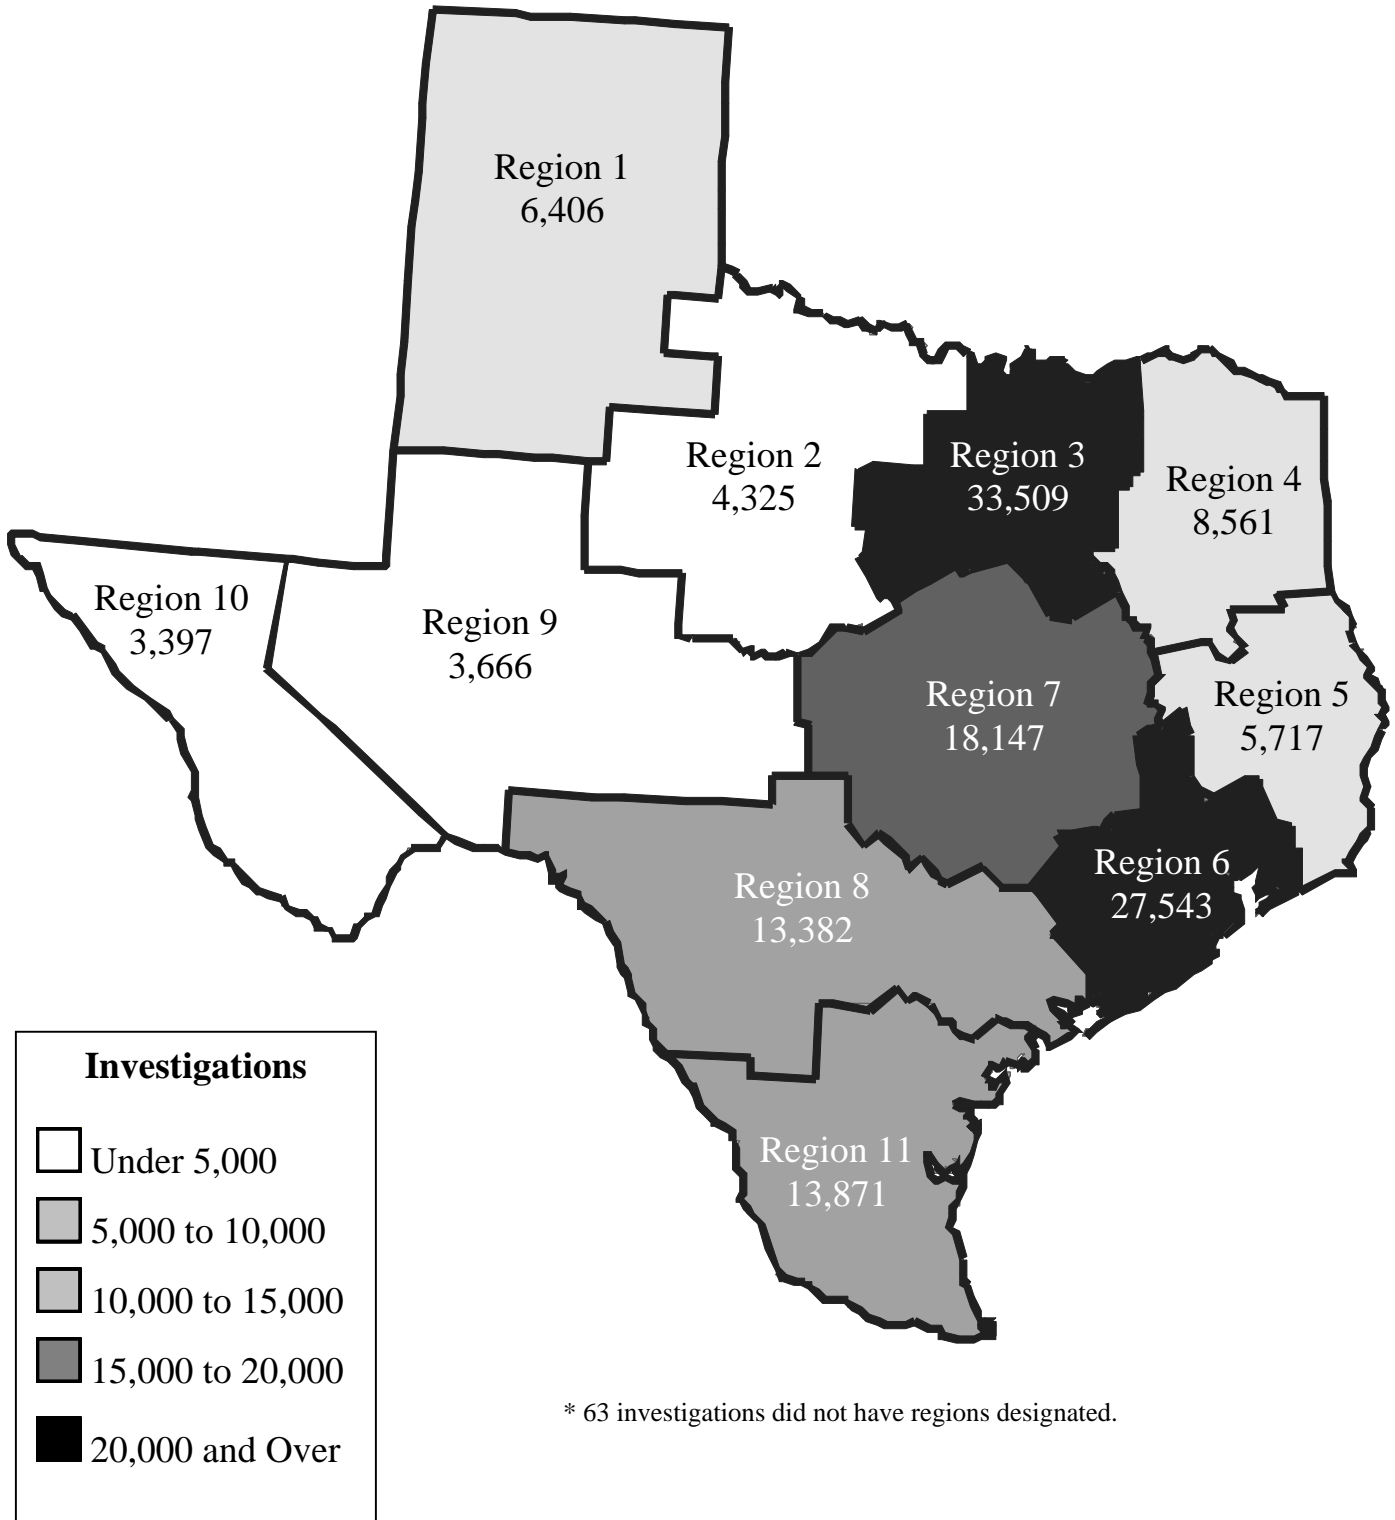 Region 1
6,406
Region 2
4,325
Region 3
33,509
Region 4
8,561
Region 10
3,397
Region 9
3,666
Region 7
18,147
Region 5
5,717
Region 8
13,382
Region 6
27,543
Region 11
13,871
Investigations
Under 5,000
5,000 to 10,000
10,000 to 15,000
15,000 to 20,000
20,000 and Over
* 63 investigations did not have regions designated.